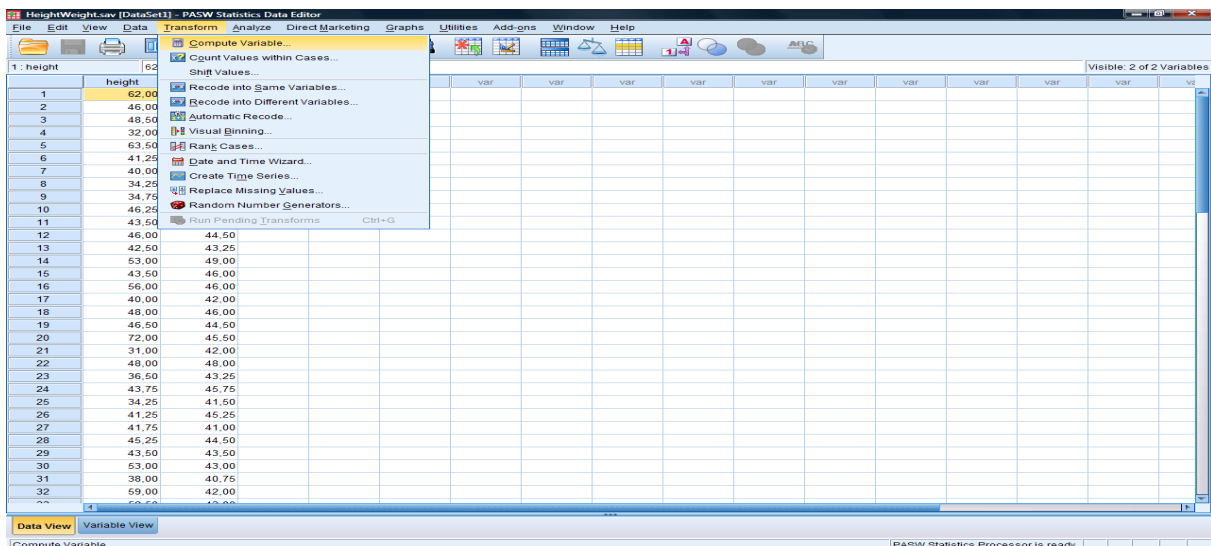 HeightWeight.sav [DataSet1] - PASW Statistics Data Editor
File Edit View Data Transform Analyze Direct Marketing Graphs Utilities Add-ons Window Help
1 : height 62
Visible: 2 of 2 Variables
Compute Variable...
Count Values within Cases...
Shift Values...
Recode into Same Variables...
Recode into Different Variables...
Automatic Recode...
Visual Binning...
Rank Cases...
Date and Time Wizard...
Create Time Series...
Replace Missing Values...
Random Number Generators...
Run Pending Transforms Ctrl+G
height var var var var var var var var va
1 62,00
2 46,00
3 48,50
4 32,00
5 63,50
6 41,25
7 40,00
8 34,25
9 34,75
10 46,25
11 43,50
12 46,00 44,50
13 42,50 43,25
14 53,00 49,00
15 43,50 46,00
16 56,00 46,00
17 40,00 42,00
18 48,00 46,00
19 46,50 44,50
20 72,00 45,50
21 31,00 42,00
22 48,00 48,00
23 36,50 43,25
24 43,75 45,75
25 34,25 41,50
26 41,25 45,25
27 41,75 41,00
28 45,25 44,50
29 43,50 43,50
30 53,00 43,00
31 38,00 40,75
32 59,00 42,00
Data View Variable View
Compute Variable PASW Statistics Processor is ready